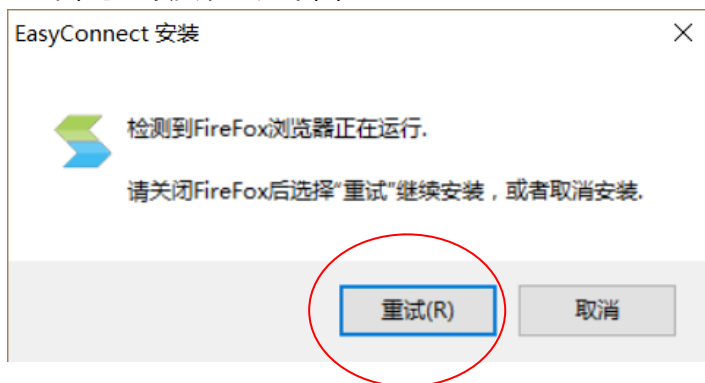 EasyConnect 安装
检测到FireFox浏览器正在运行.
请关闭FireFox后选择“重试”继续安装，或者取消安装.
重试(R)
取消